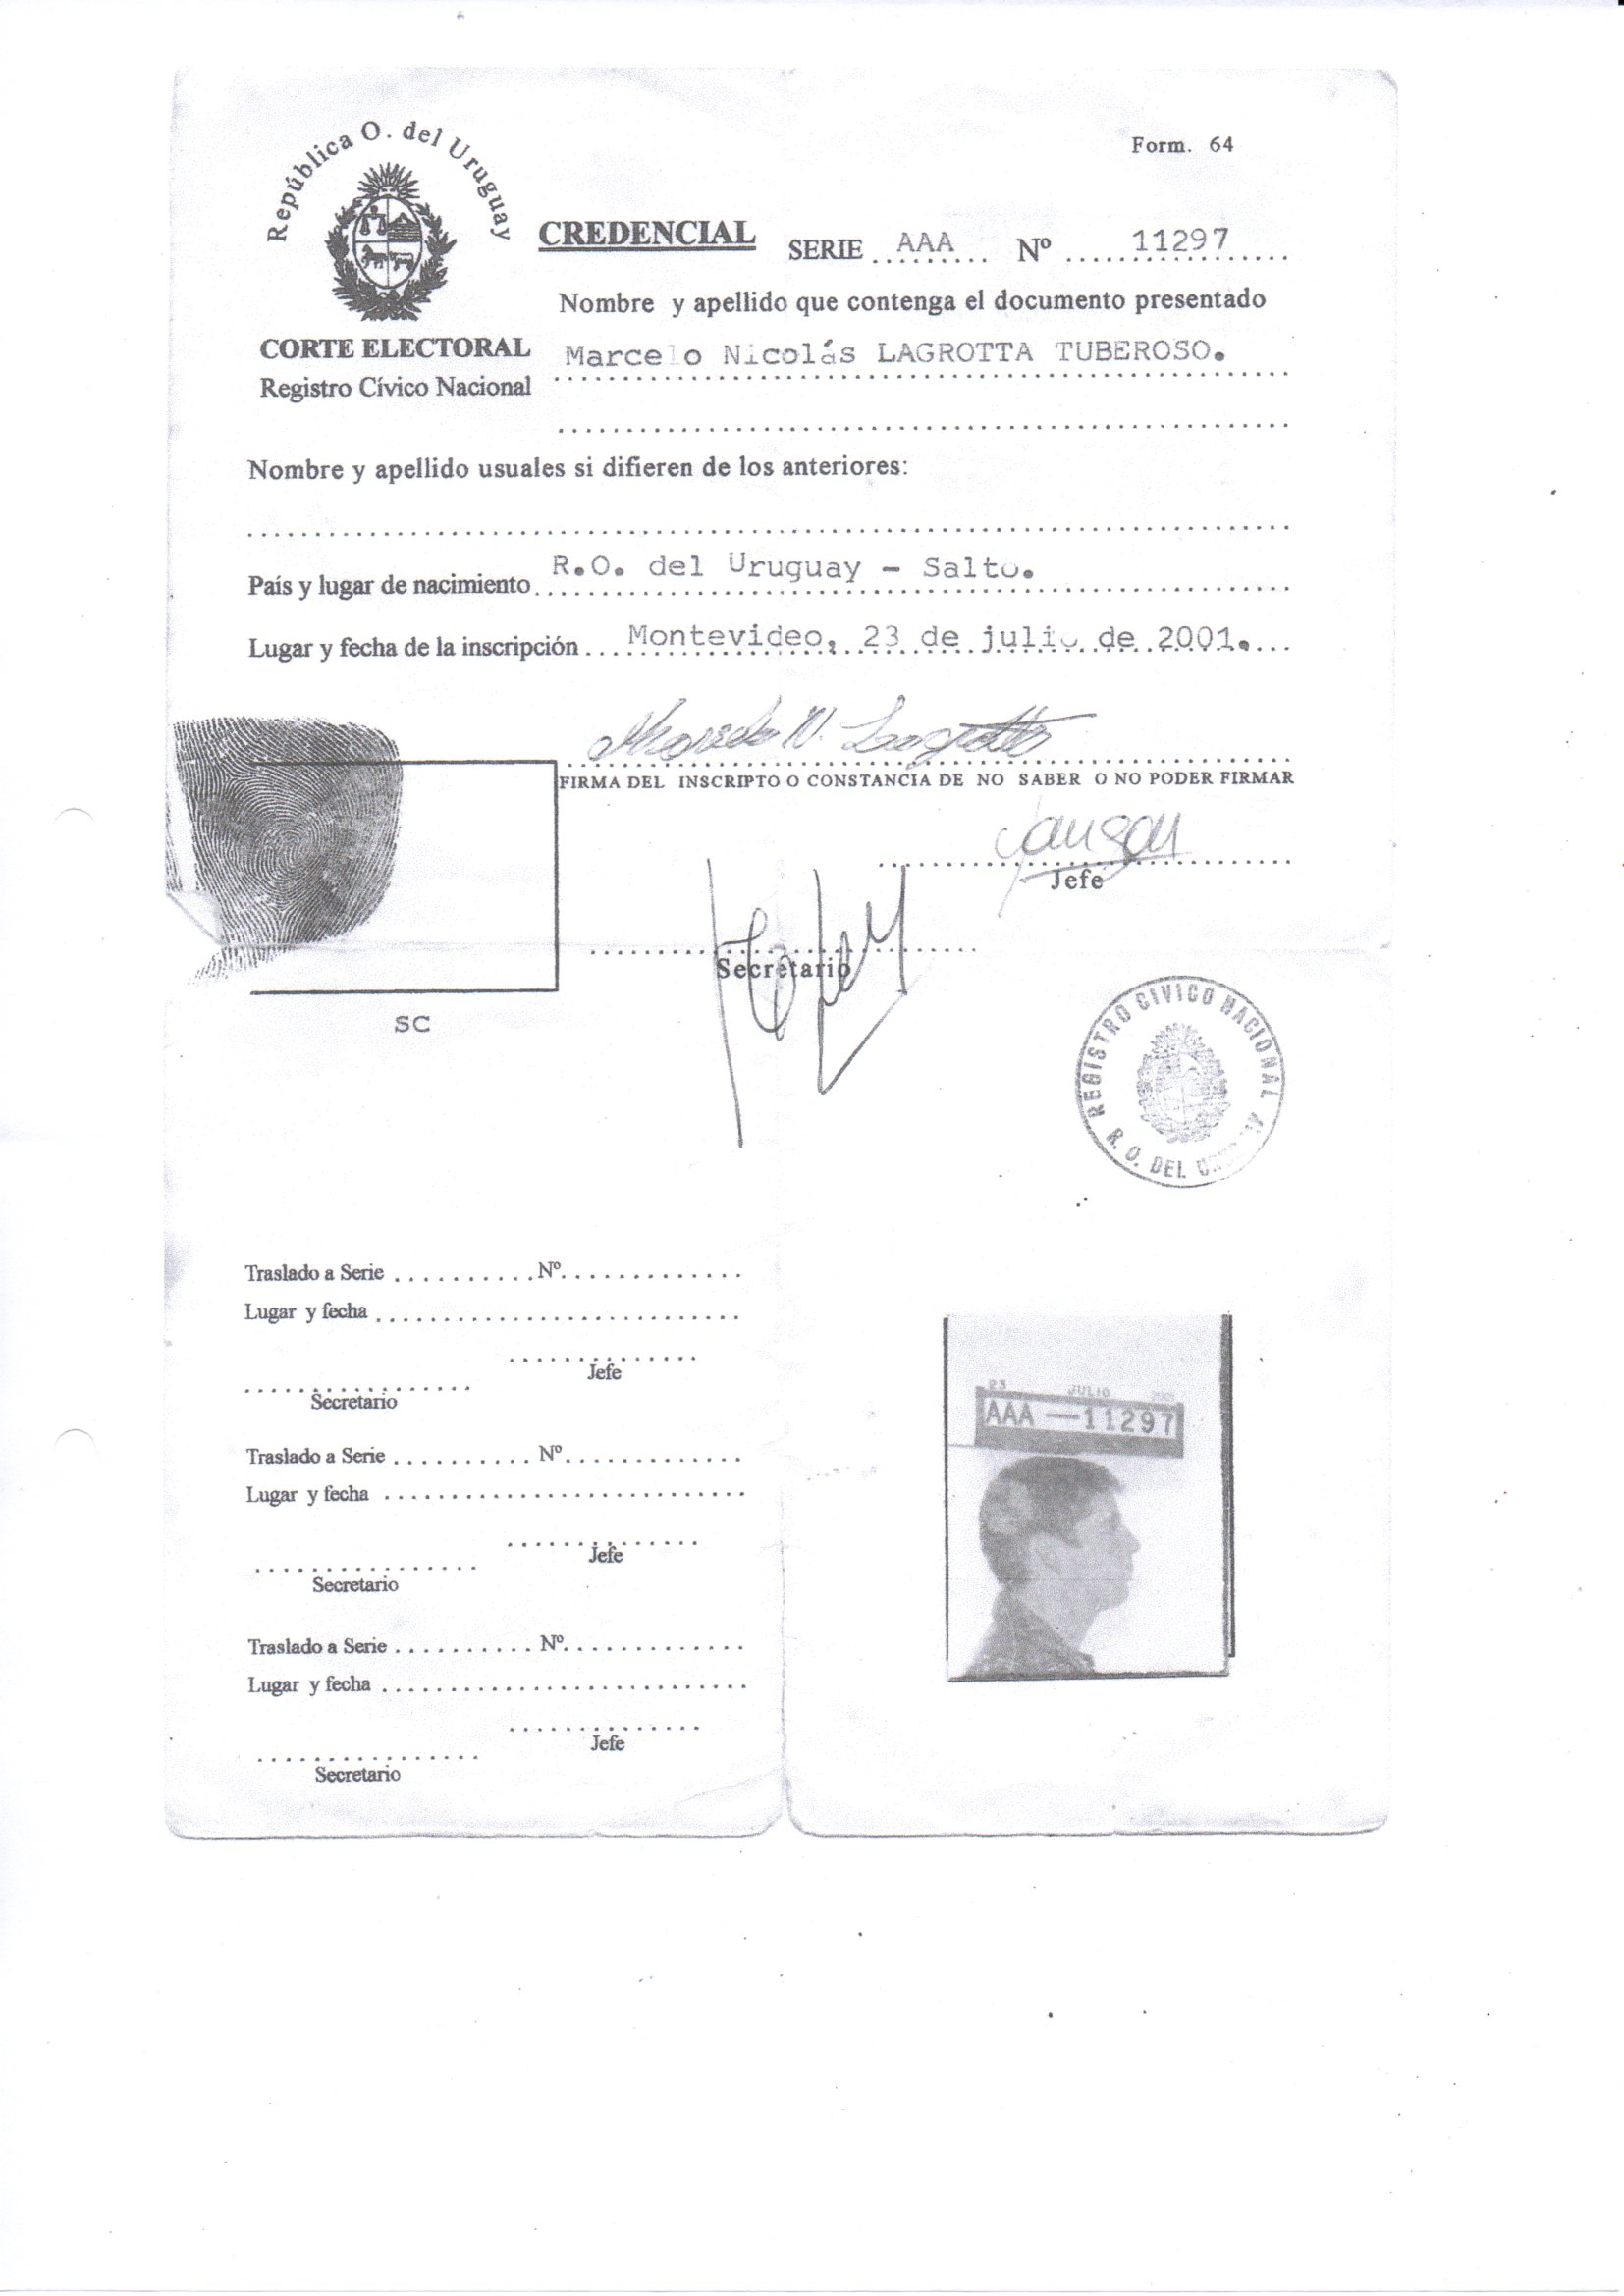 República O. del Uruguay
Form. 64
CREDENCIAL SERIE AAA Nº 11297
Nombre y apellido que contenga el documento presentado
CORTE ELECTORAL
Marcelo Nicolás LAGROTTA TUBEROSO.
Registro Cívico Nacional
Nombre y apellido usuales si difieren de los anteriores:
País y lugar de nacimiento R.O. del Uruguay - Salto.
Lugar y fecha de la inscripción Montevideo, 23 de julio de 2001.
Marcelo N. Lagrotta
FIRMA DEL INSCRIPTO O CONSTANCIA DE NO SABER O NO PODER FIRMAR
Jefe
Secretario
SC
REGISTRO CIVICO NACIONAL
R. O. DEL
Traslado a Serie Nº
Lugar y fecha
Jefe
Secretario
23 JULIO
AAA —11297
Traslado a Serie Nº
Lugar y fecha
Jefe
Secretario
Traslado a Serie Nº
Lugar y fecha
Jefe
Secretario